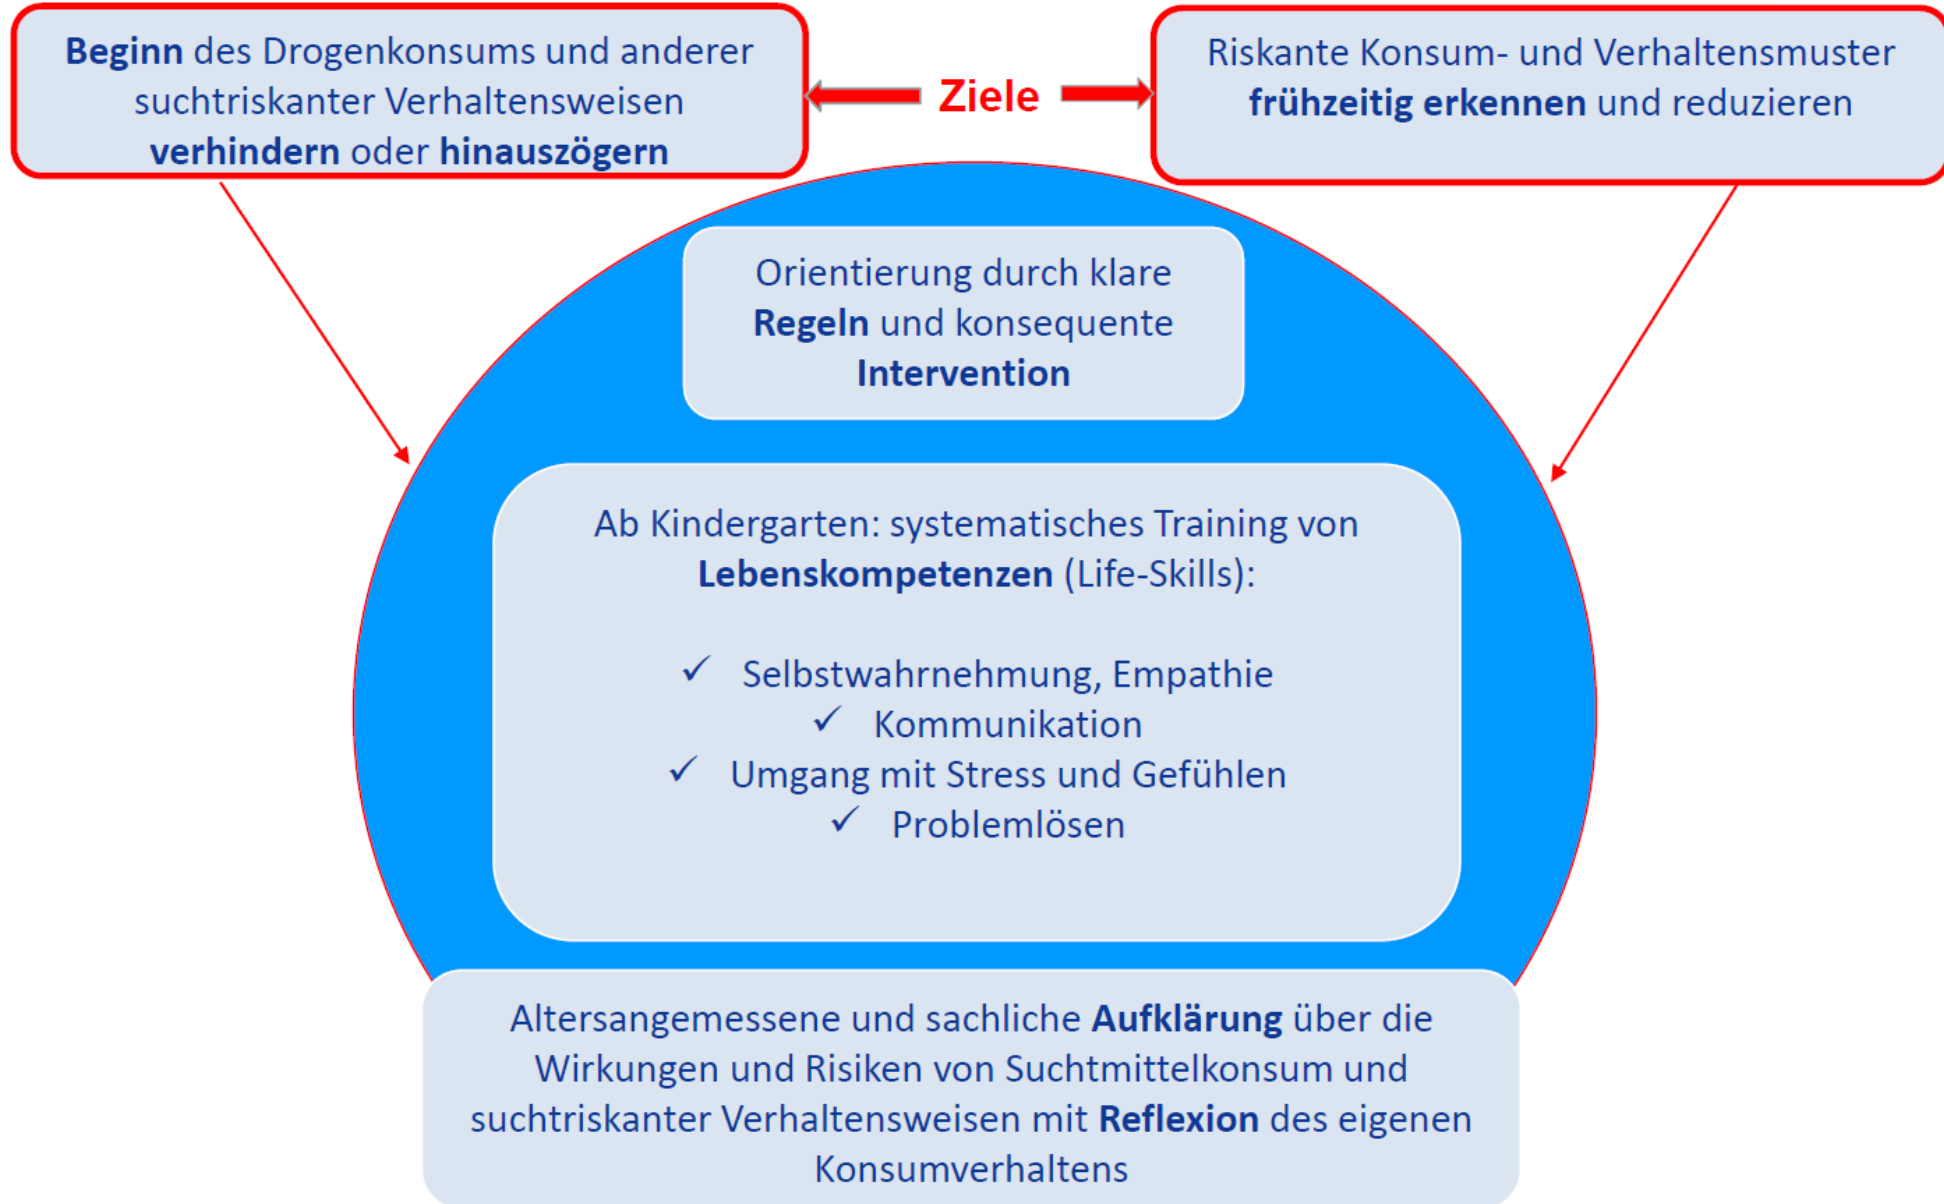 Beginn des Drogenkonsums und anderer
suchtriskanter Verhaltensweisen
verhindern oder hinauszögern
Ziele
Riskante Konsum- und Verhaltensmuster
frühzeitig erkennen und reduzieren
Orientierung durch klare
Regeln und konsequente
Intervention
Ab Kindergarten: systematisches Training von
Lebenskompetenzen (Life-Skills):
✓ Selbstwahrnehmung, Empathie
✓ Kommunikation
✓ Umgang mit Stress und Gefühlen
✓ Problemlösen
Altersangemessene und sachliche Aufklärung über die
Wirkungen und Risiken von Suchtmittelkonsum und
suchtriskanter Verhaltensweisen mit Reflexion des eigenen
Konsumverhaltens